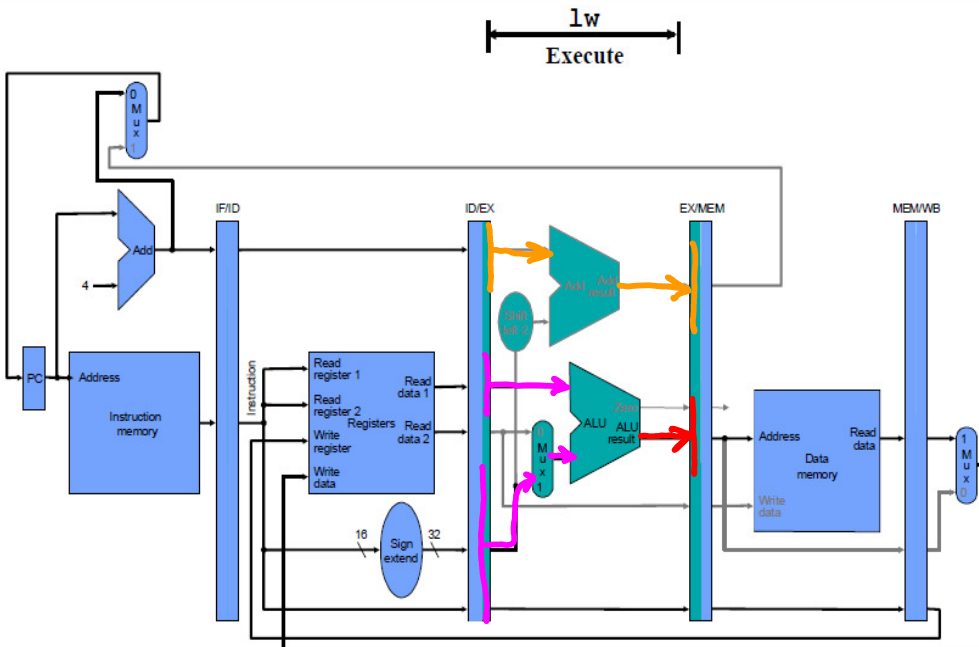 lw
Execute
0
M
u
x
1
IF/ID
ID/EX
EX/MEM
MEM/WB
Add
4
Add
Add
result
Shift
left 2
PC
Address
Instruction
memory
Instruction
Read
register 1
Read
register 2
Write
register
Write
data
Registers
Read
data 1
Read
data 2
0
M
u
x
1
Zero
ALU
ALU
result
Address
Read
data
Data
memory
Write
data
1
M
u
x
0
16
Sign
extend
32